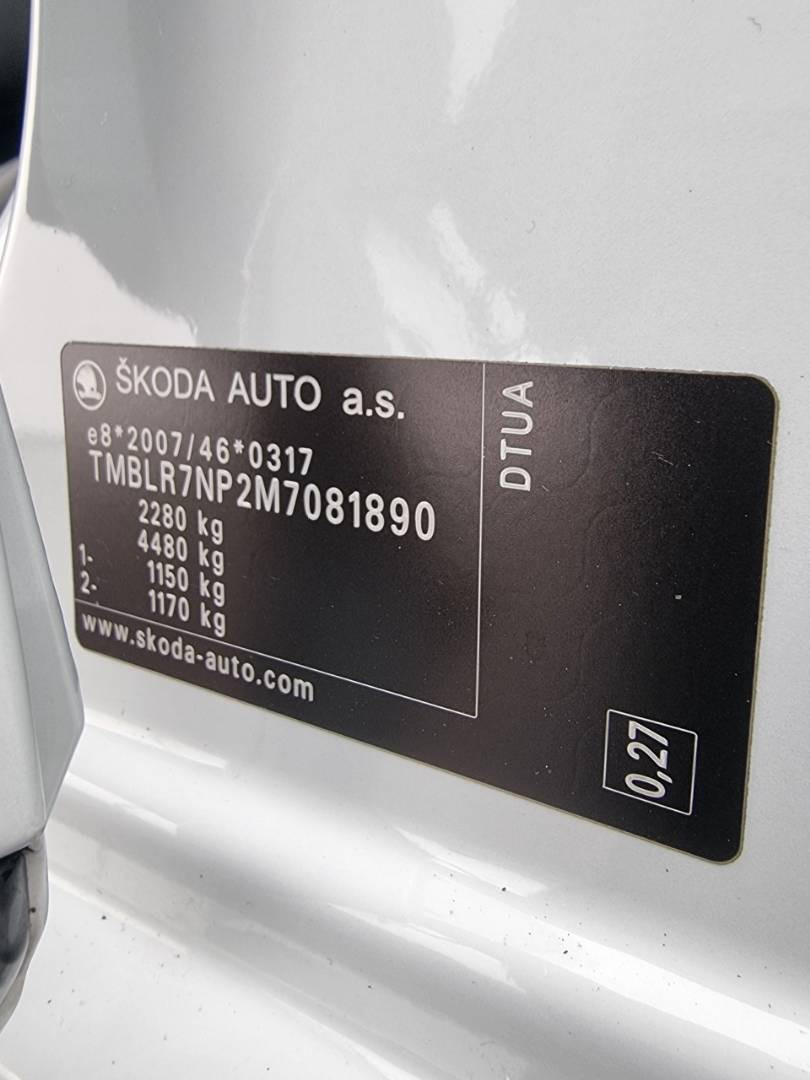 ŠKODA AUTO a.s.
e8*2007/46*0317
TMBLR7NP2M7081890
2280 kg
4480 kg
1- 1150 kg
2- 1170 kg
www.skoda-auto.com
DTUA
0,27